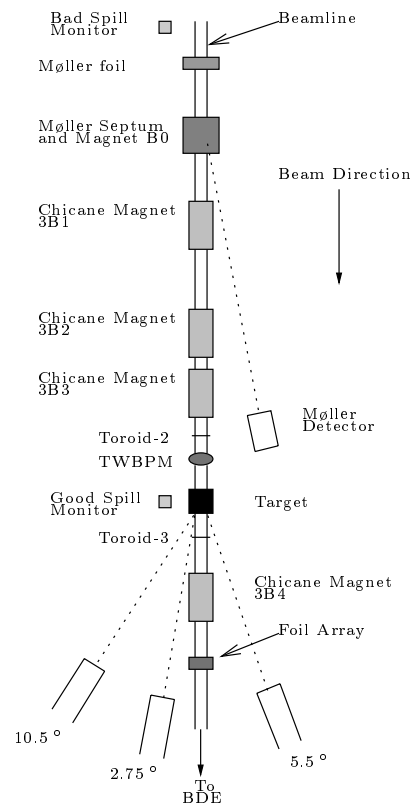 Bad Spill
Monitor
Beamline
Møller foil
Møller Septum
and Magnet B0
Beam Direction
Chicane Magnet
3B1
Chicane Magnet
3B2
Chicane Magnet
3B3
Møller
Detector
Toroid-2
TWBPM
Good Spill
Monitor
Target
Toroid-3
Chicane Magnet
3B4
Foil Array
10.5 °
2.75 °
5.5 °
To
BDE